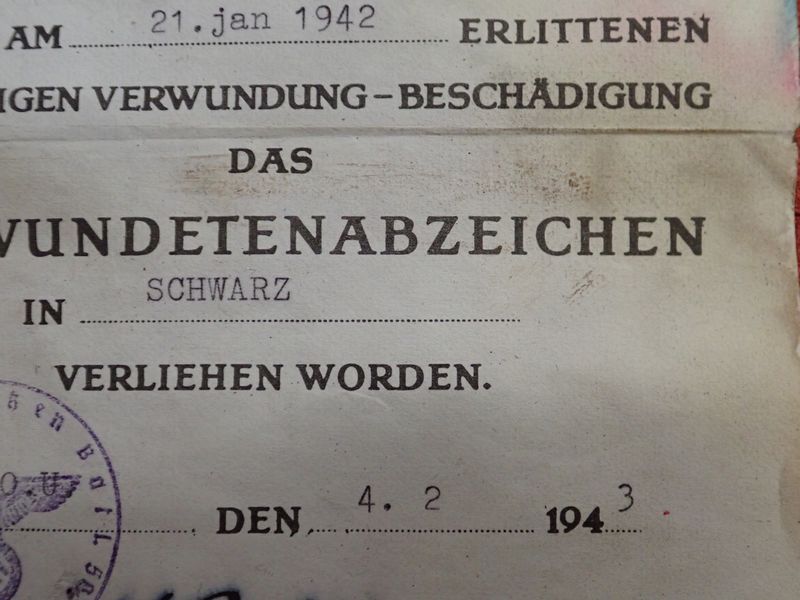 AM 21.jan 1942 ERLITTENEN
IGEN VERWUNDUNG-BESCHÄDIGUNG
DAS
WUNDETENABZEICHEN
IN SCHWARZ
VERLIEHEN WORDEN.
O.U
DEN 4. 2 1943